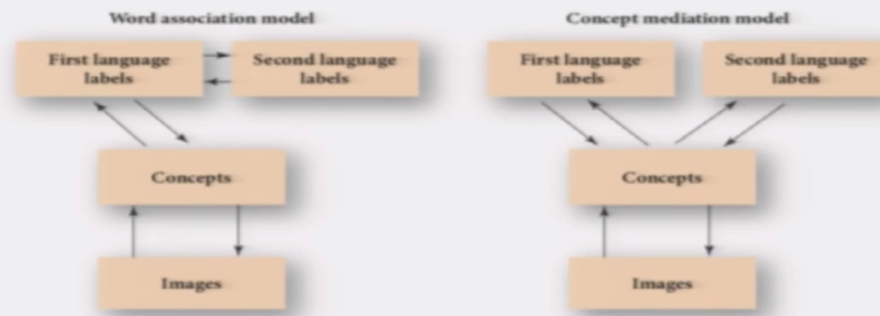 Word association model
First language
labels
Second language
labels
Concepts
Images
Concept mediation model
First language
labels
Second language
labels
Concepts
Images